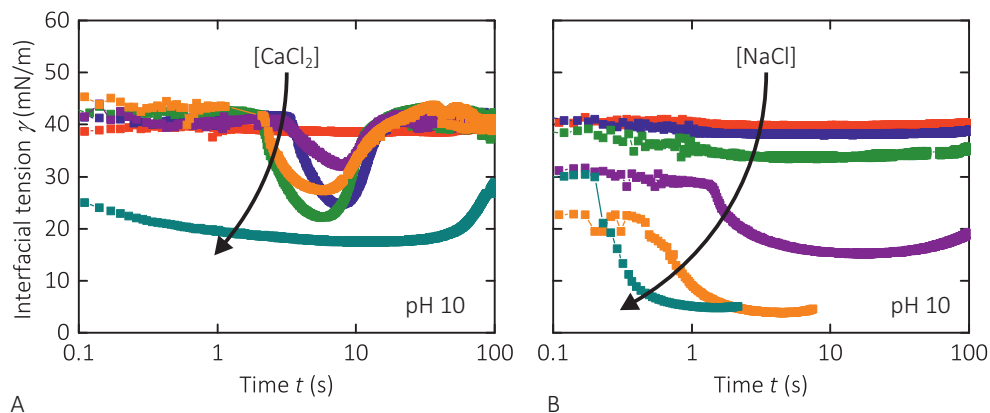 Interfacial tension γ (mN/m)
60
50
40
30
20
10
0
[CaCl₂]
pH 10
0.1 1 10 100
Time t (s)
A
[NaCl]
pH 10
0.1 1 10 100
Time t (s)
B